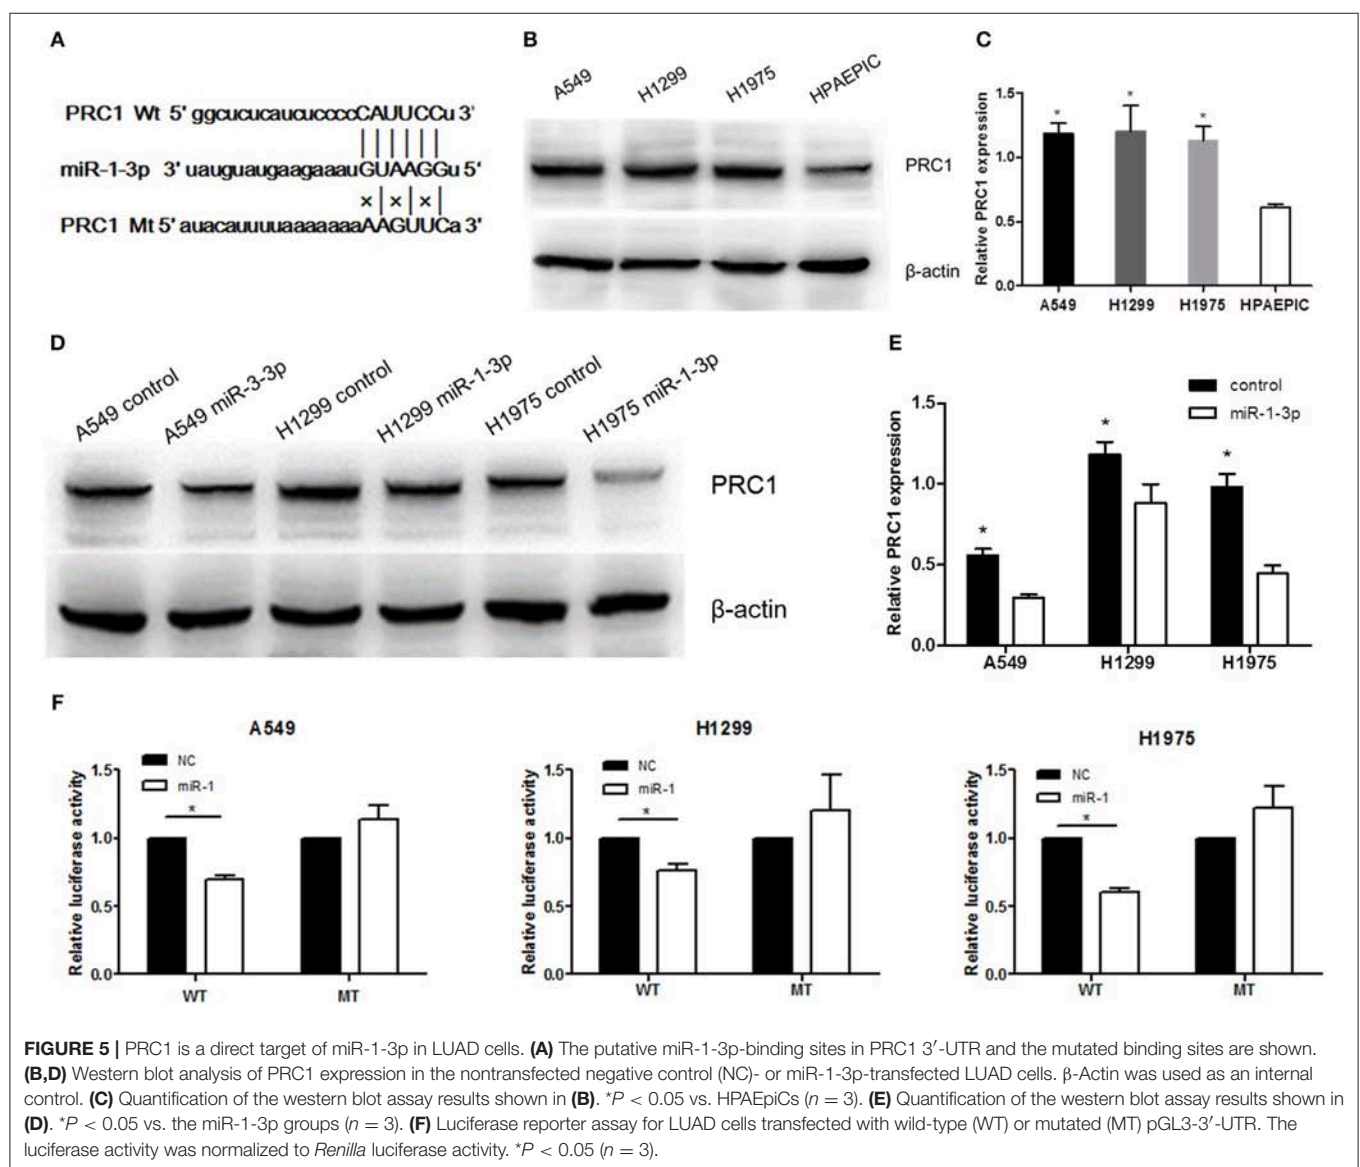 A
PRC1 Wt 5' ggcucucaucuccccCAUUCCu 3'
miR-1-3p 3' uauguaugaagaaauGUAAGGu 5'
× × ×
PRC1 Mt 5' auacauuuuaaaaaaaAAGUUCa 3'
B
A549 H1299 H1975 HPAEPIC
PRC1
β-actin
C
Relative PRC1 expression
1.5
1.0
0.5
0.0
* * *
A549 H1299 H1975 HPAEPIC
D
A549 control A549 miR-3-3p H1299 control H1299 miR-1-3p H1975 control H1975 miR-1-3p
PRC1
β-actin
E
control
miR-1-3p
Relative PRC1 expression
1.5
1.0
0.5
0.0
* * *
A549 H1299 H1975
F
A549
NC
miR-1
Relative luciferase activity
1.5
1.0
0.5
0.0
*
WT MT
H1299
NC
miR-1
Relative luciferase activity
1.5
1.0
0.5
0.0
*
WT MT
H1975
NC
miR-1
Relative luciferase activity
1.5
1.0
0.5
0.0
*
WT MT
FIGURE 5 | PRC1 is a direct target of miR-1-3p in LUAD cells. (A) The putative miR-1-3p-binding sites in PRC1 3′-UTR and the mutated binding sites are shown.
(B,D) Western blot analysis of PRC1 expression in the nontransfected negative control (NC)- or miR-1-3p-transfected LUAD cells. β-Actin was used as an internal
control. (C) Quantification of the western blot assay results shown in (B). *P < 0.05 vs. HPAEpiCs (n = 3). (E) Quantification of the western blot assay results shown in
(D). *P < 0.05 vs. the miR-1-3p groups (n = 3). (F) Luciferase reporter assay for LUAD cells transfected with wild-type (WT) or mutated (MT) pGL3-3′-UTR. The
luciferase activity was normalized to Renilla luciferase activity. *P < 0.05 (n = 3).